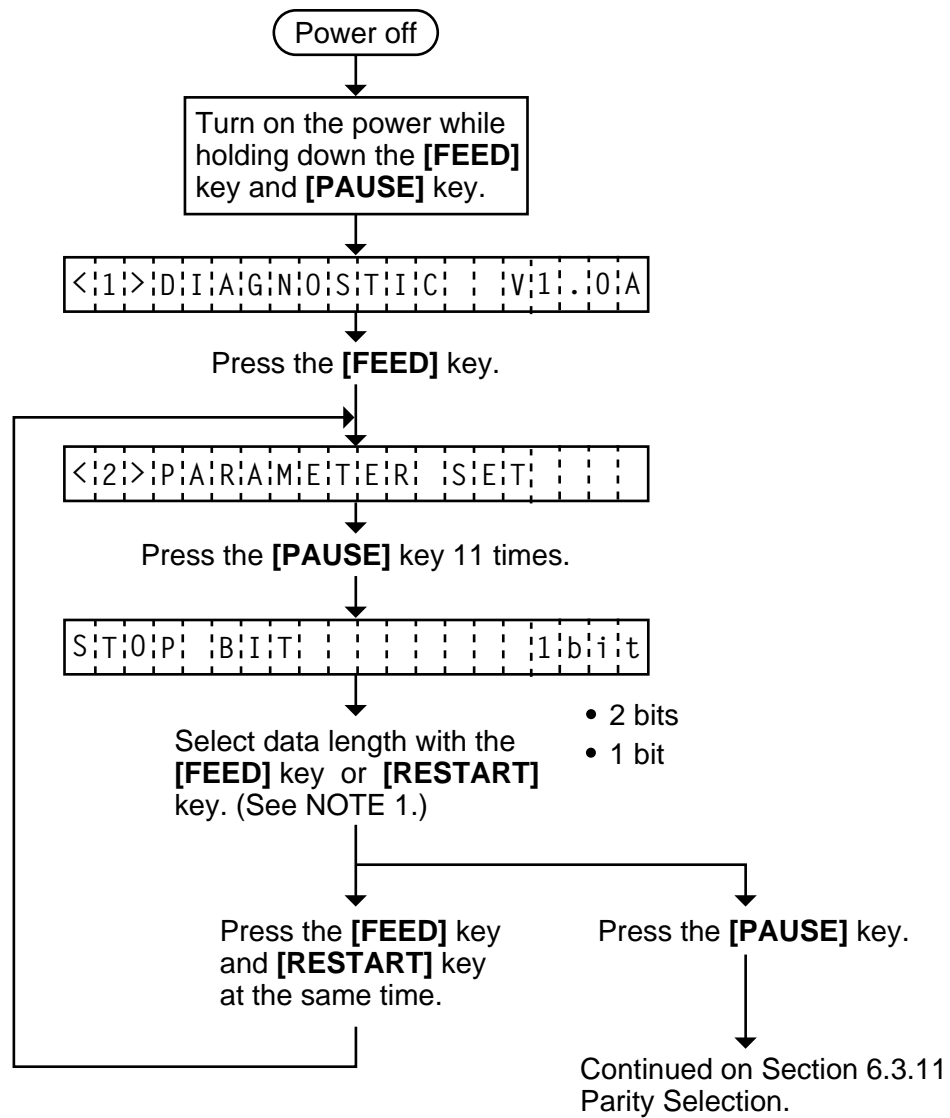 Power off
Turn on the power while
holding down the [FEED]
key and [PAUSE] key.
<1>DIAGNOSTIC  V1.0A
Press the [FEED] key.
<2>PARAMETER SET
Press the [PAUSE] key 11 times.
STOP BIT        1bit
• 2 bits
• 1 bit
Select data length with the
[FEED] key or [RESTART]
key. (See NOTE 1.)
Press the [FEED] key
and [RESTART] key
at the same time.
Press the [PAUSE] key.
Continued on Section 6.3.11
Parity Selection.